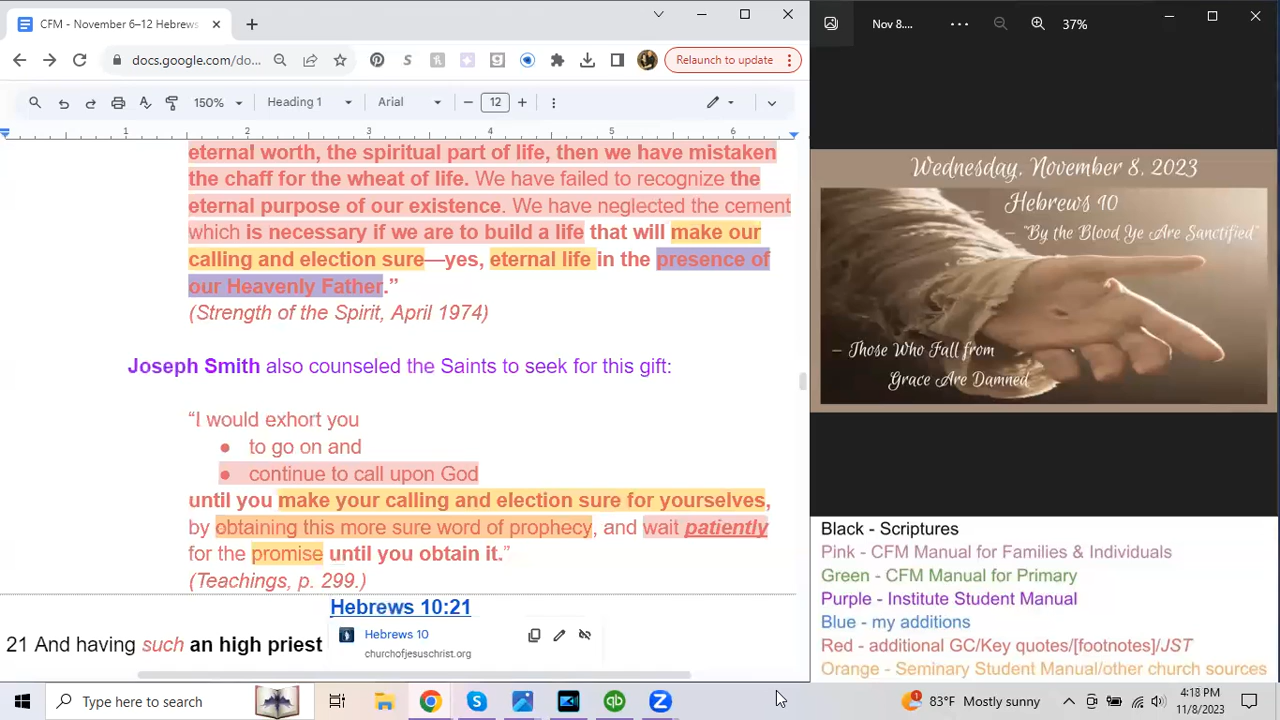 CFM - November 6–12 Hebrews
docs.google.com/do...
Relaunch to update
150%
Heading 1
Arial
12
1 2 3 4 5 6
eternal worth, the spiritual part of life, then we have mistaken
the chaff for the wheat of life. We have failed to recognize the
eternal purpose of our existence. We have neglected the cement
which is necessary if we are to build a life that will make our
calling and election sure—yes, eternal life in the presence of
our Heavenly Father.”
(Strength of the Spirit, April 1974)
Joseph Smith also counseled the Saints to seek for this gift:
“I would exhort you
● to go on and
● continue to call upon God
until you make your calling and election sure for yourselves,
by obtaining this more sure word of prophecy, and wait patiently
for the promise until you obtain it.”
(Teachings, p. 299.)
Hebrews 10:21
21 And having such an high priest
Hebrews 10
churchofjesuschrist.org
Nov 8....
37%
Wednesday, November 8, 2023
Hebrews 10
– “By the Blood Ye Are Sanctified”
– Those Who Fall from
Grace Are Damned
Black - Scriptures
Pink - CFM Manual for Families & Individuals
Green - CFM Manual for Primary
Purple - Institute Student Manual
Blue - my additions
Red - additional GC/Key quotes/[footnotes]/JST
Orange - Seminary Student Manual/other church sources
Type here to search
83°F Mostly sunny
4:18 PM
11/8/2023